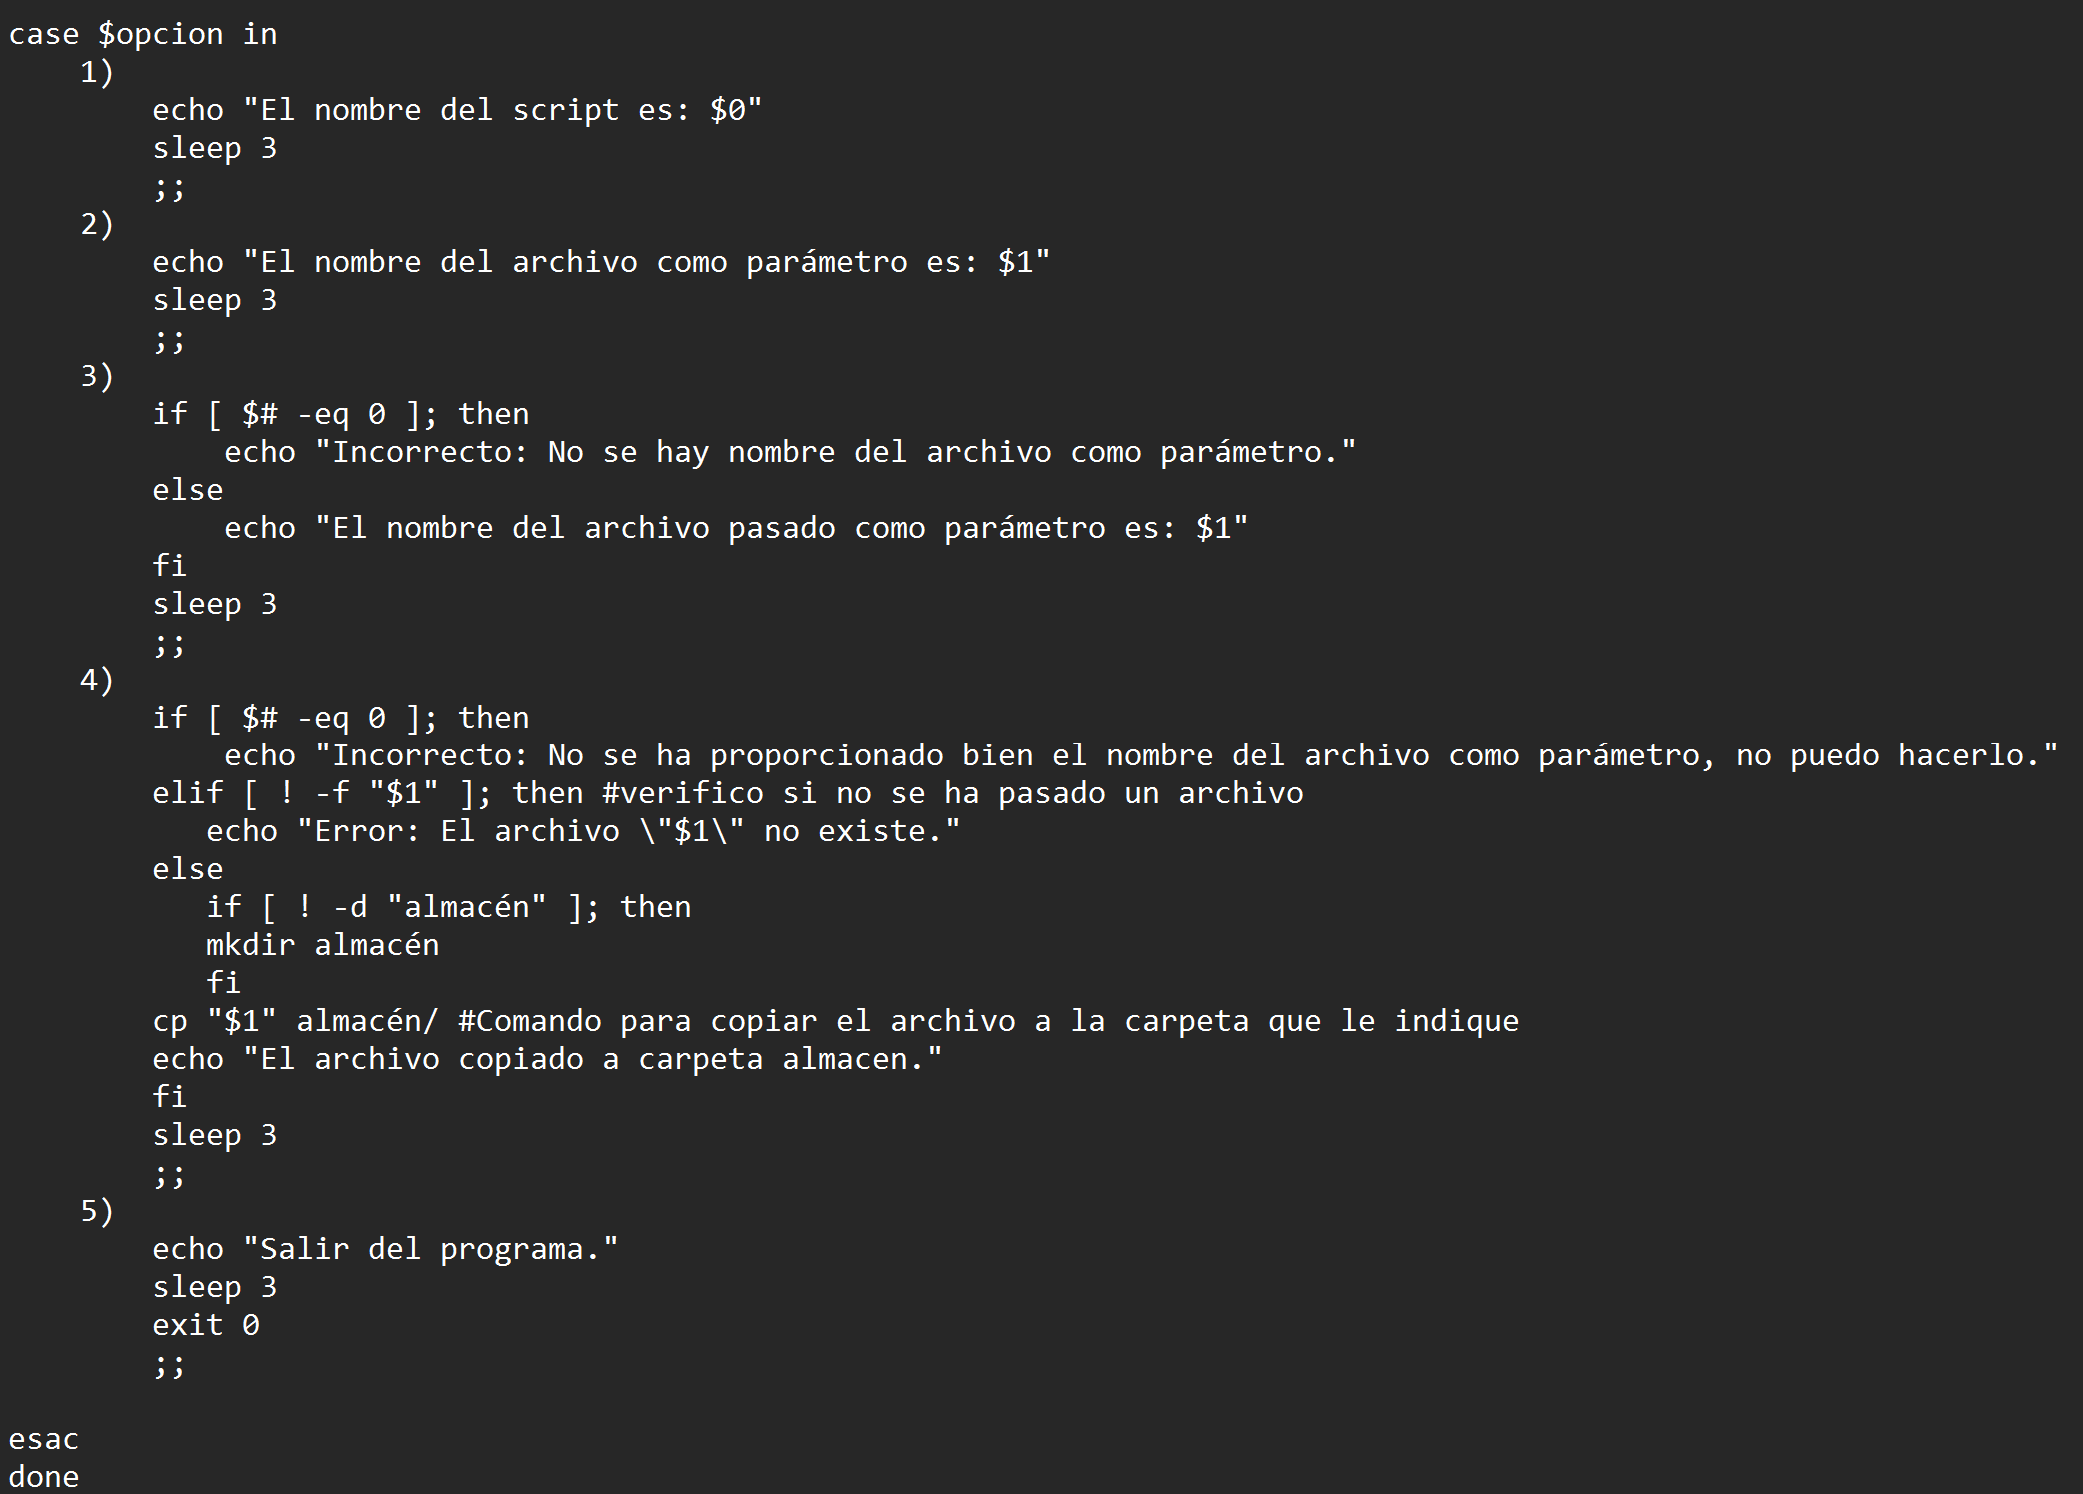 case $opcion in
    1)
        echo "El nombre del script es: $0"
        sleep 3
        ;;
    2)
        echo "El nombre del archivo como parámetro es: $1"
        sleep 3
        ;;
    3)
        if [ $# -eq 0 ]; then
            echo "Incorrecto: No se hay nombre del archivo como parámetro."
        else
            echo "El nombre del archivo pasado como parámetro es: $1"
        fi
        sleep 3
        ;;
    4)
        if [ $# -eq 0 ]; then
            echo "Incorrecto: No se ha proporcionado bien el nombre del archivo como parámetro, no puedo hacerlo."
        elif [ ! -f "$1" ]; then #verifico si no se ha pasado un archivo
           echo "Error: El archivo \"$1\" no existe."
        else
           if [ ! -d "almacén" ]; then
           mkdir almacén
           fi
        cp "$1" almacén/ #Comando para copiar el archivo a la carpeta que le indique
        echo "El archivo copiado a carpeta almacen."
        fi
        sleep 3
        ;;
    5)
        echo "Salir del programa."
        sleep 3
        exit 0
        ;;

esac
done